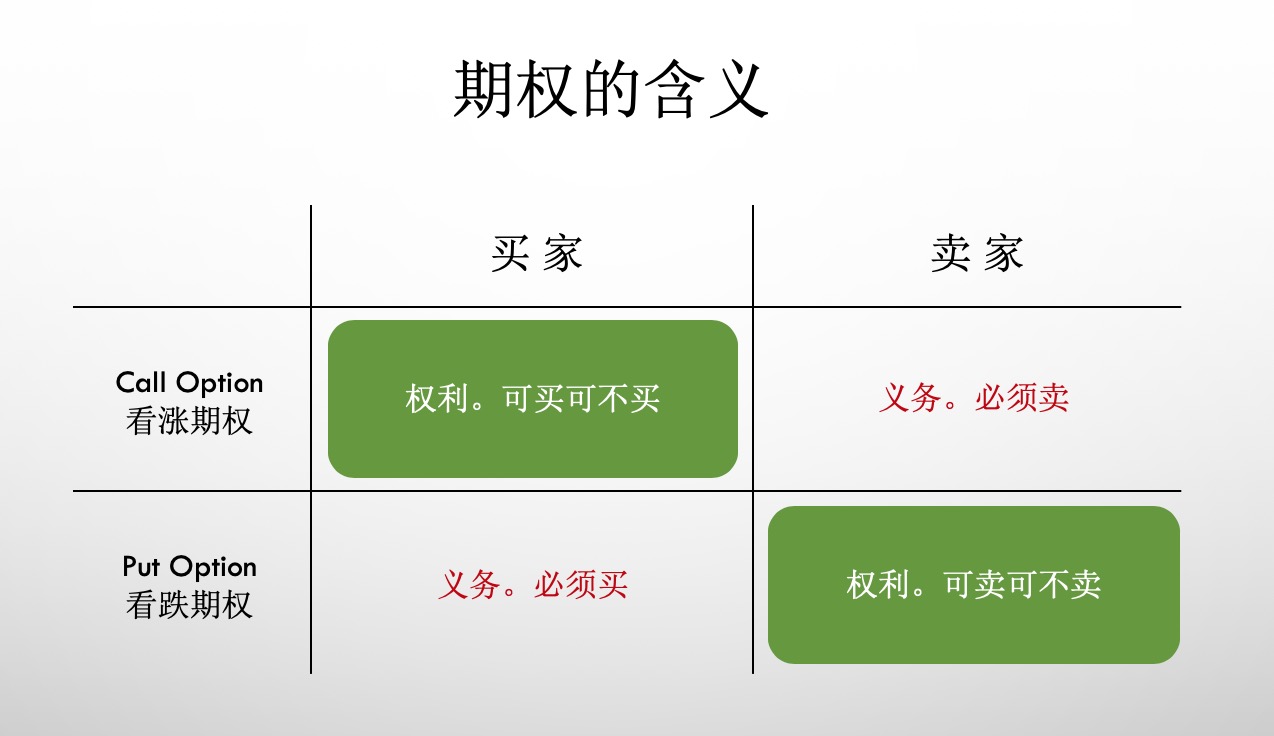 期权的含义
买 家
卖 家
Call Option
看涨期权
权利。可买可不买
义务。必须卖
Put Option
看跌期权
义务。必须买
权利。可卖可不卖